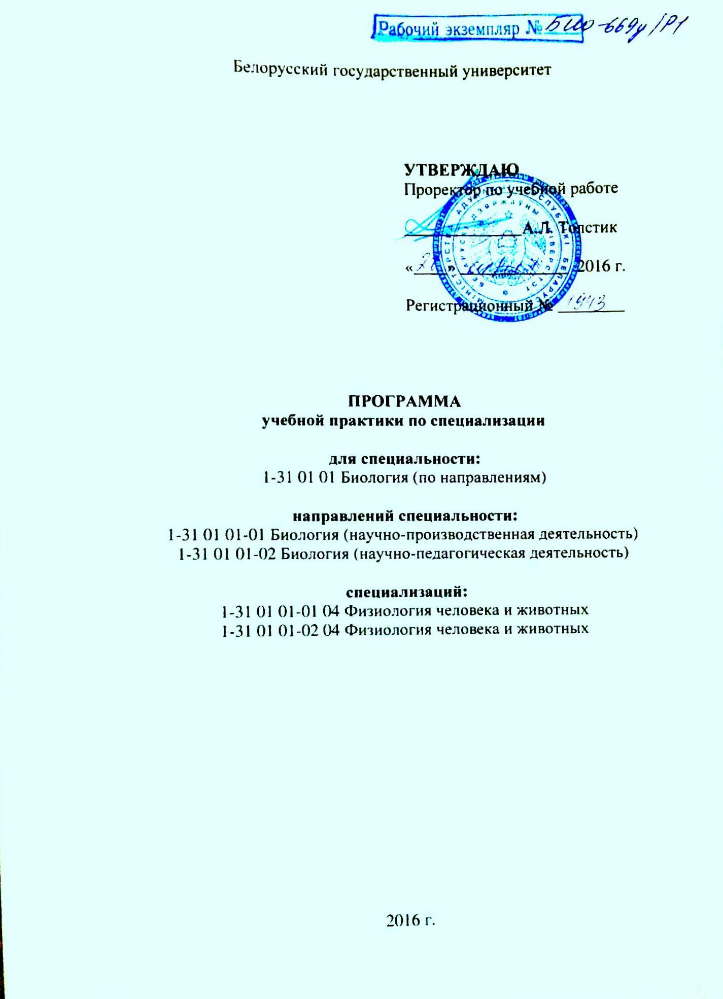 Рабочий экземпляр № БИО-669у/Р1
Белорусский государственный университет
УТВЕРЖДАЮ
Проректор по учебной работе
А.Л. Толстик
« » 2016 г.
Регистрационный № 1943
ПРОГРАММА
учебной практики по специализации
для специальности:
1-31 01 01 Биология (по направлениям)
направлений специальности:
1-31 01 01-01 Биология (научно-производственная деятельность)
1-31 01 01-02 Биология (научно-педагогическая деятельность)
специализаций:
1-31 01 01-01 04 Физиология человека и животных
1-31 01 01-02 04 Физиология человека и животных
2016 г.